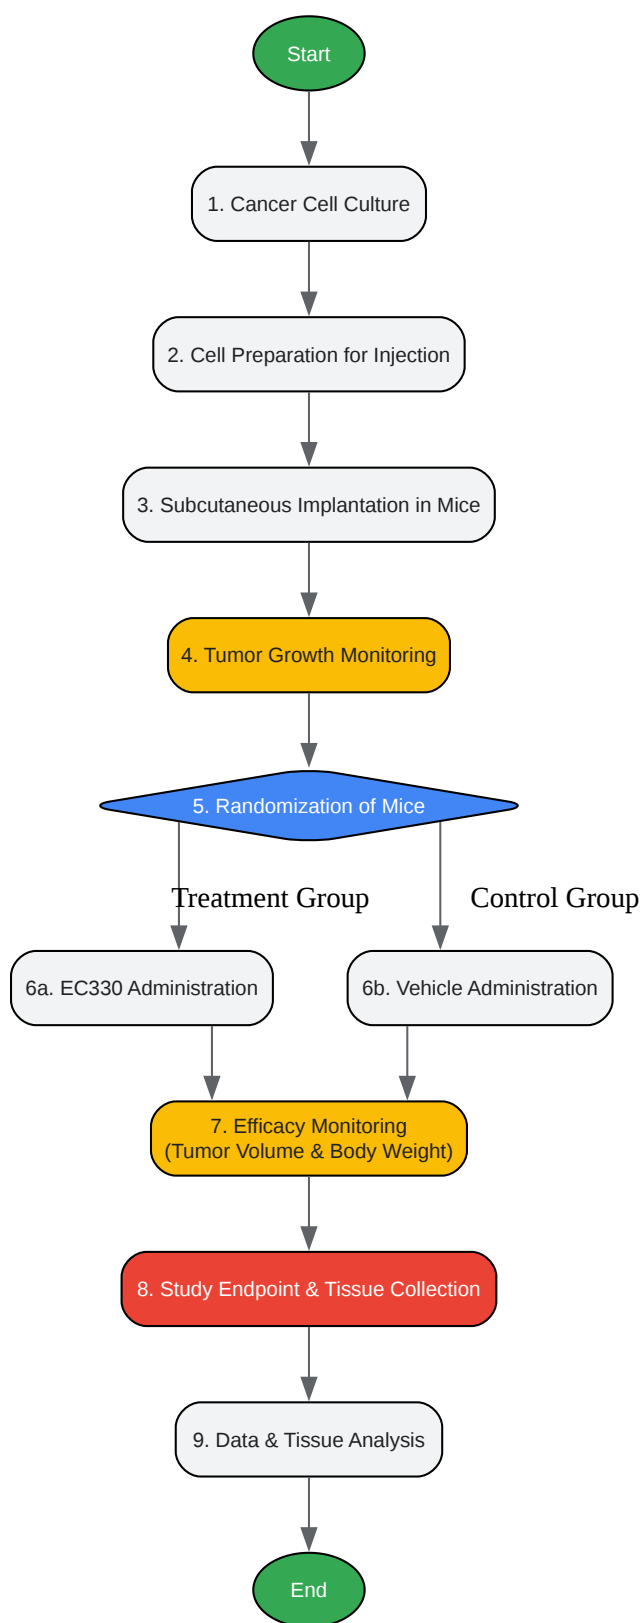 Start
1. Cancer Cell Culture
2. Cell Preparation for Injection
3. Subcutaneous Implantation in Mice
4. Tumor Growth Monitoring
5. Randomization of Mice
Treatment Group
Control Group
6a. EC330 Administration
6b. Vehicle Administration
7. Efficacy Monitoring
(Tumor Volume & Body Weight)
8. Study Endpoint & Tissue Collection
9. Data & Tissue Analysis
End